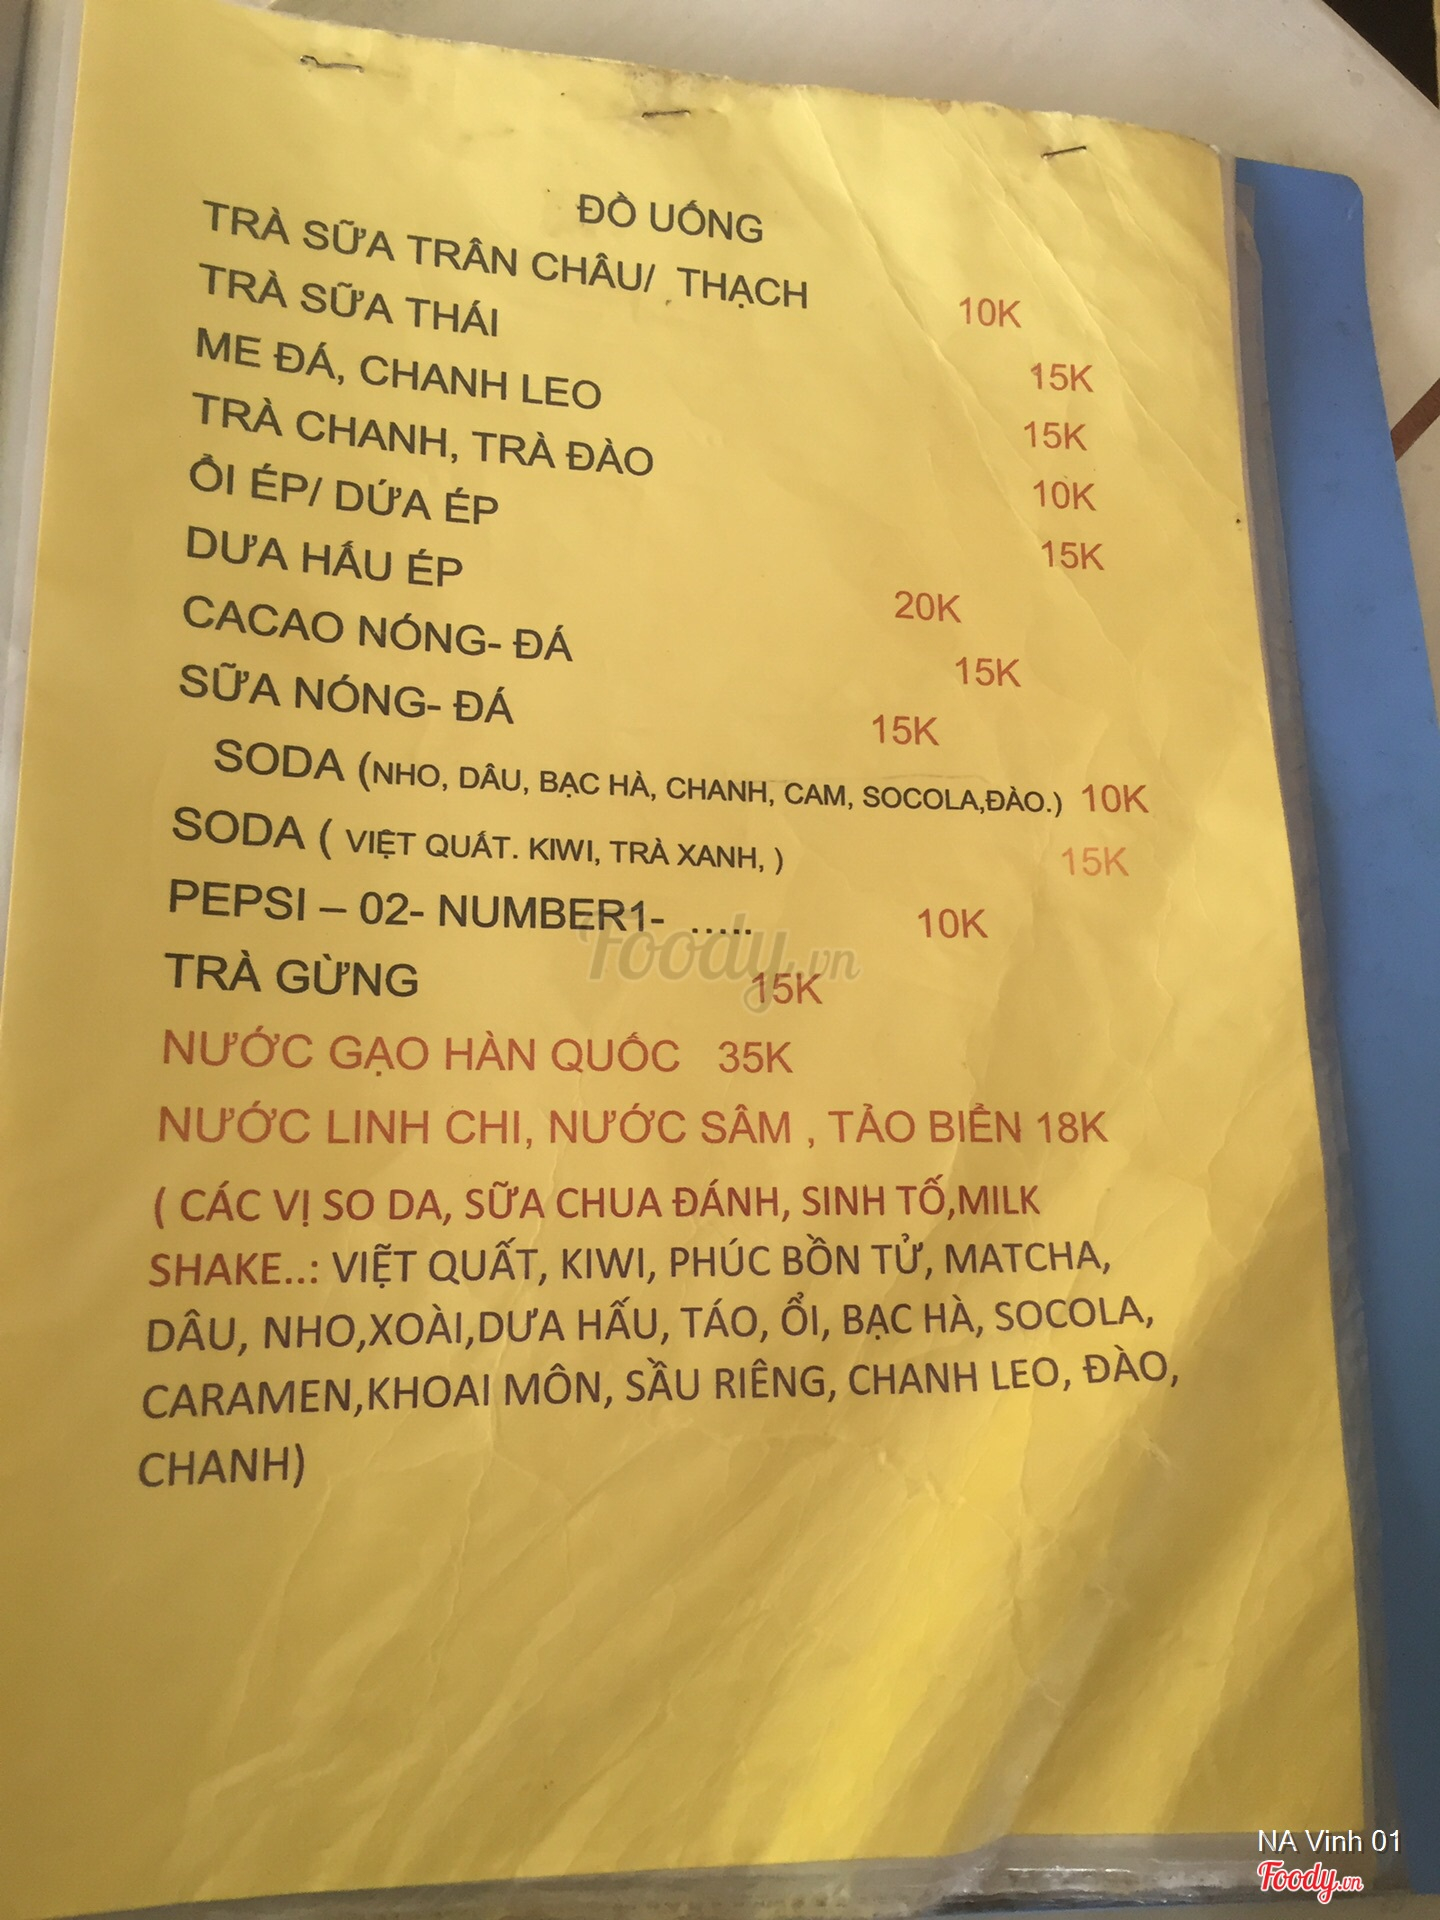 ĐỒ UỐNG
TRÀ SỮA TRÂN CHÂU/ THẠCH 10K
TRÀ SỮA THÁI 15K
ME ĐÁ, CHANH LEO 15K
TRÀ CHANH, TRÀ ĐÀO 10K
ỔI ÉP/ DỨA ÉP 15K
DƯA HẤU ÉP 20K
CACAO NÓNG- ĐÁ 15K
SỮA NÓNG- ĐÁ 15K
SODA (NHO, DÂU, BẠC HÀ, CHANH, CAM, SOCOLA,ĐÀO.) 10K
SODA ( VIỆT QUẤT. KIWI, TRÀ XANH, ) 15K
PEPSI – 02- NUMBER1- ..... 10K
TRÀ GỪNG 15K
NƯỚC GẠO HÀN QUỐC 35K
NƯỚC LINH CHI, NƯỚC SÂM , TẢO BIỂN 18K
( CÁC VỊ SO DA, SỮA CHUA ĐÁNH, SINH TỐ,MILK
SHAKE..: VIỆT QUẤT, KIWI, PHÚC BỒN TỬ, MATCHA,
DÂU, NHO,XOÀI,DƯA HẤU, TÁO, ỔI, BẠC HÀ, SOCOLA,
CARAMEN,KHOAI MÔN, SẦU RIÊNG, CHANH LEO, ĐÀO,
CHANH)
Foody.vn
NA Vinh 01
Foody.vn